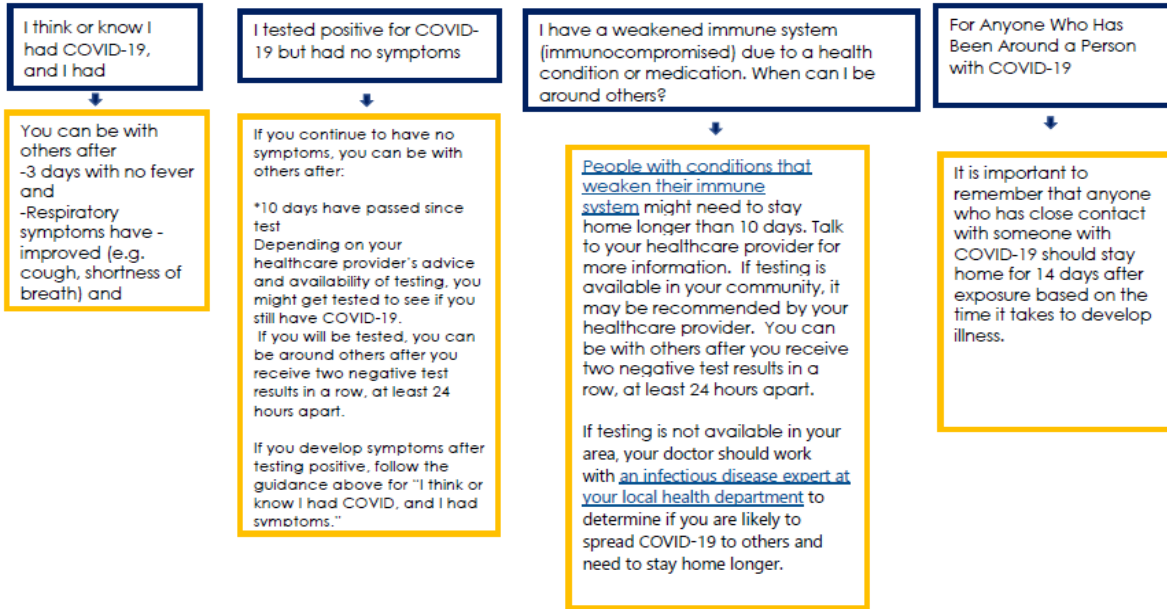 I think or know I
had COVID-19,
and I had
You can be with
others after
-3 days with no fever
and
-Respiratory
symptoms have -
improved (e.g.
cough, shortness of
breath) and
I tested positive for COVID-
19 but had no symptoms
If you continue to have no
symptoms, you can be with
others after:
*10 days have passed since
test
Depending on your
healthcare provider's advice
and availability of testing, you
might get tested to see if you
still have COVID-19.
If you will be tested, you can
be around others after you
receive two negative test
results in a row, at least 24
hours apart.
If you develop symptoms after
testing positive, follow the
guidance above for "I think or
know I had COVID, and I had
symptoms."
I have a weakened immune system
(immunocompromised) due to a health
condition or medication. When can I be
around others?
People with conditions that
weaken their immune
system might need to stay
home longer than 10 days. Talk
to your healthcare provider for
more information. If testing is
available in your community, it
may be recommended by your
healthcare provider. You can
be with others after you receive
two negative test results in a
row, at least 24 hours apart.
If testing is not available in your
area, your doctor should work
with an infectious disease expert at
your local health department to
determine if you are likely to
spread COVID-19 to others and
need to stay home longer.
For Anyone Who Has
Been Around a Person
with COVID-19
It is important to
remember that anyone
who has close contact
with someone with
COVID-19 should stay
home for 14 days after
exposure based on the
time it takes to develop
illness.